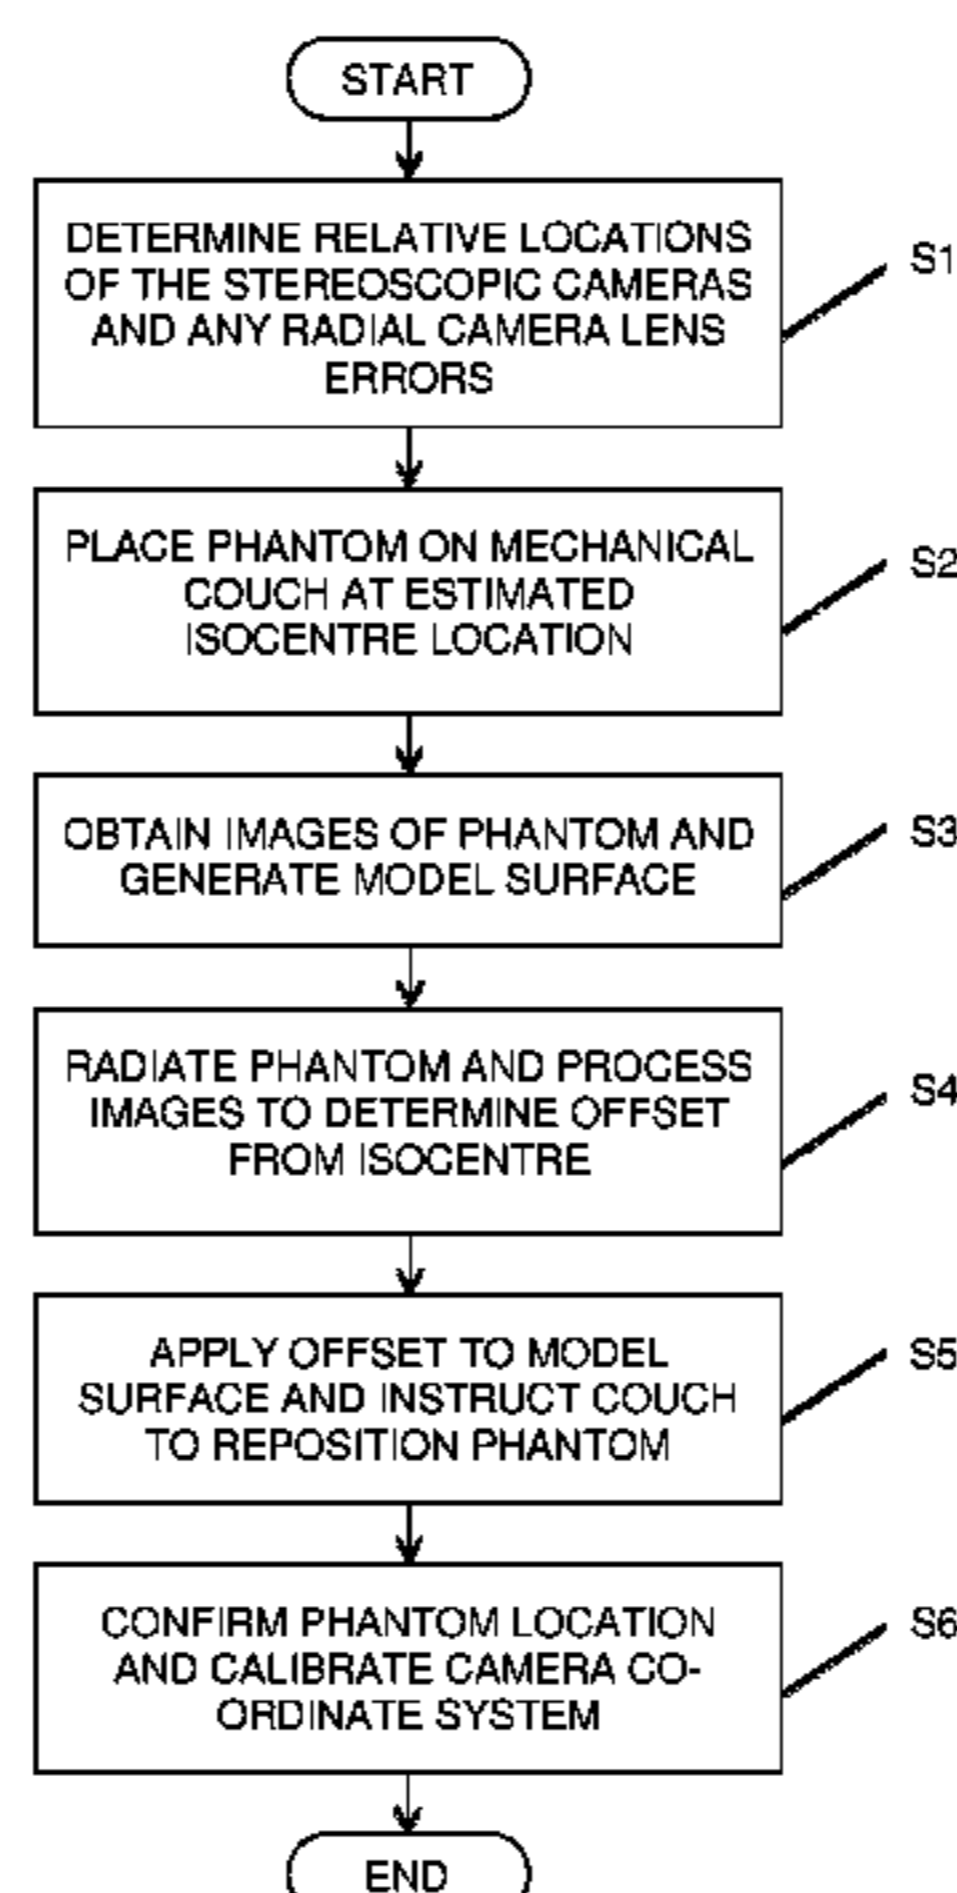 START
DETERMINE RELATIVE LOCATIONS
OF THE STEREOSCOPIC CAMERAS
AND ANY RADIAL CAMERA LENS
ERRORS
S1
PLACE PHANTOM ON MECHANICAL
COUCH AT ESTIMATED
ISOCENTRE LOCATION
S2
OBTAIN IMAGES OF PHANTOM AND
GENERATE MODEL SURFACE
S3
RADIATE PHANTOM AND PROCESS
IMAGES TO DETERMINE OFFSET
FROM ISOCENTRE
S4
APPLY OFFSET TO MODEL
SURFACE AND INSTRUCT COUCH
TO REPOSITION PHANTOM
S5
CONFIRM PHANTOM LOCATION
AND CALIBRATE CAMERA CO-
ORDINATE SYSTEM
S6
END